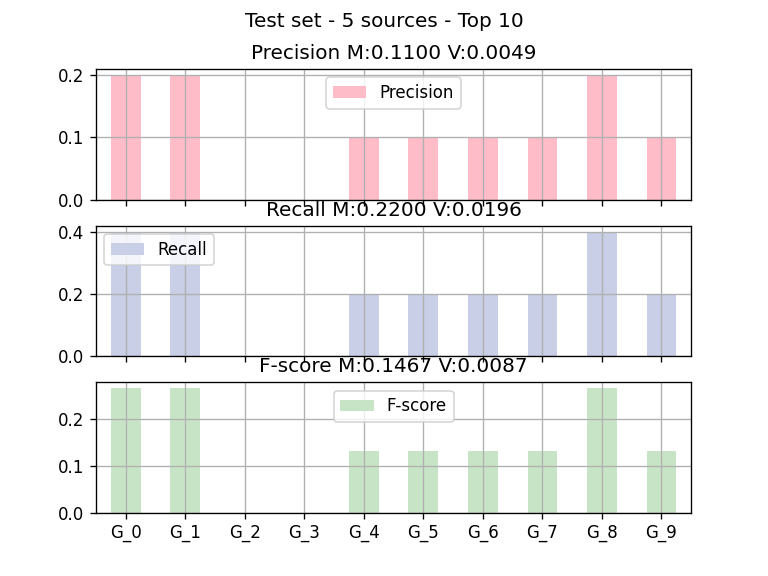 Test set - 5 sources - Top 10
Precision M:0.1100 V:0.0049
0.2
Precision
0.1
0.0
Recall M:0.2200 V:0.0196
0.4
Recall
0.2
0.0
F-score M:0.1467 V:0.0087
F-score
0.2
0.1
0.0
G_0 G_1 G_2 G_3 G_4 G_5 G_6 G_7 G_8 G_9